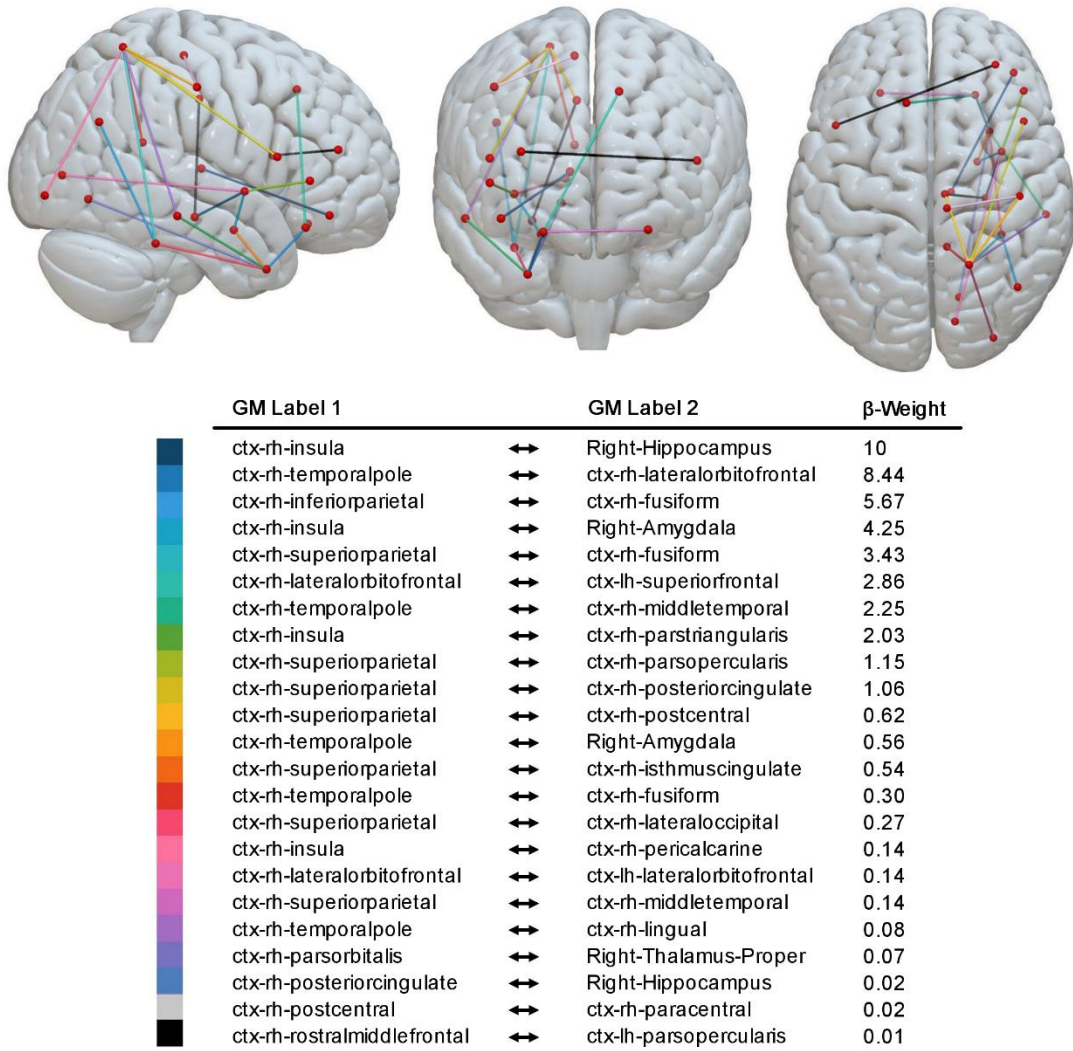 GM Label 1 GM Label 2 β-Weight
ctx-rh-insula ↔ Right-Hippocampus 10
ctx-rh-temporalpole ↔ ctx-rh-lateralorbitofrontal 8.44
ctx-rh-inferiorparietal ↔ ctx-rh-fusiform 5.67
ctx-rh-insula ↔ Right-Amygdala 4.25
ctx-rh-superiorparietal ↔ ctx-rh-fusiform 3.43
ctx-rh-lateralorbitofrontal ↔ ctx-lh-superiorfrontal 2.86
ctx-rh-temporalpole ↔ ctx-rh-middletemporal 2.25
ctx-rh-insula ↔ ctx-rh-parstriangularis 2.03
ctx-rh-superiorparietal ↔ ctx-rh-parsopercularis 1.15
ctx-rh-superiorparietal ↔ ctx-rh-posteriorcingulate 1.06
ctx-rh-superiorparietal ↔ ctx-rh-postcentral 0.62
ctx-rh-temporalpole ↔ Right-Amygdala 0.56
ctx-rh-superiorparietal ↔ ctx-rh-isthmuscingulate 0.54
ctx-rh-temporalpole ↔ ctx-rh-fusiform 0.30
ctx-rh-superiorparietal ↔ ctx-rh-lateraloccipital 0.27
ctx-rh-insula ↔ ctx-rh-pericalcarine 0.14
ctx-rh-lateralorbitofrontal ↔ ctx-lh-lateralorbitofrontal 0.14
ctx-rh-superiorparietal ↔ ctx-rh-middletemporal 0.14
ctx-rh-temporalpole ↔ ctx-rh-lingual 0.08
ctx-rh-parsorbitalis ↔ Right-Thalamus-Proper 0.07
ctx-rh-posteriorcingulate ↔ Right-Hippocampus 0.02
ctx-rh-postcentral ↔ ctx-rh-paracentral 0.02
ctx-rh-rostralmiddlefrontal ↔ ctx-lh-parsopercularis 0.01